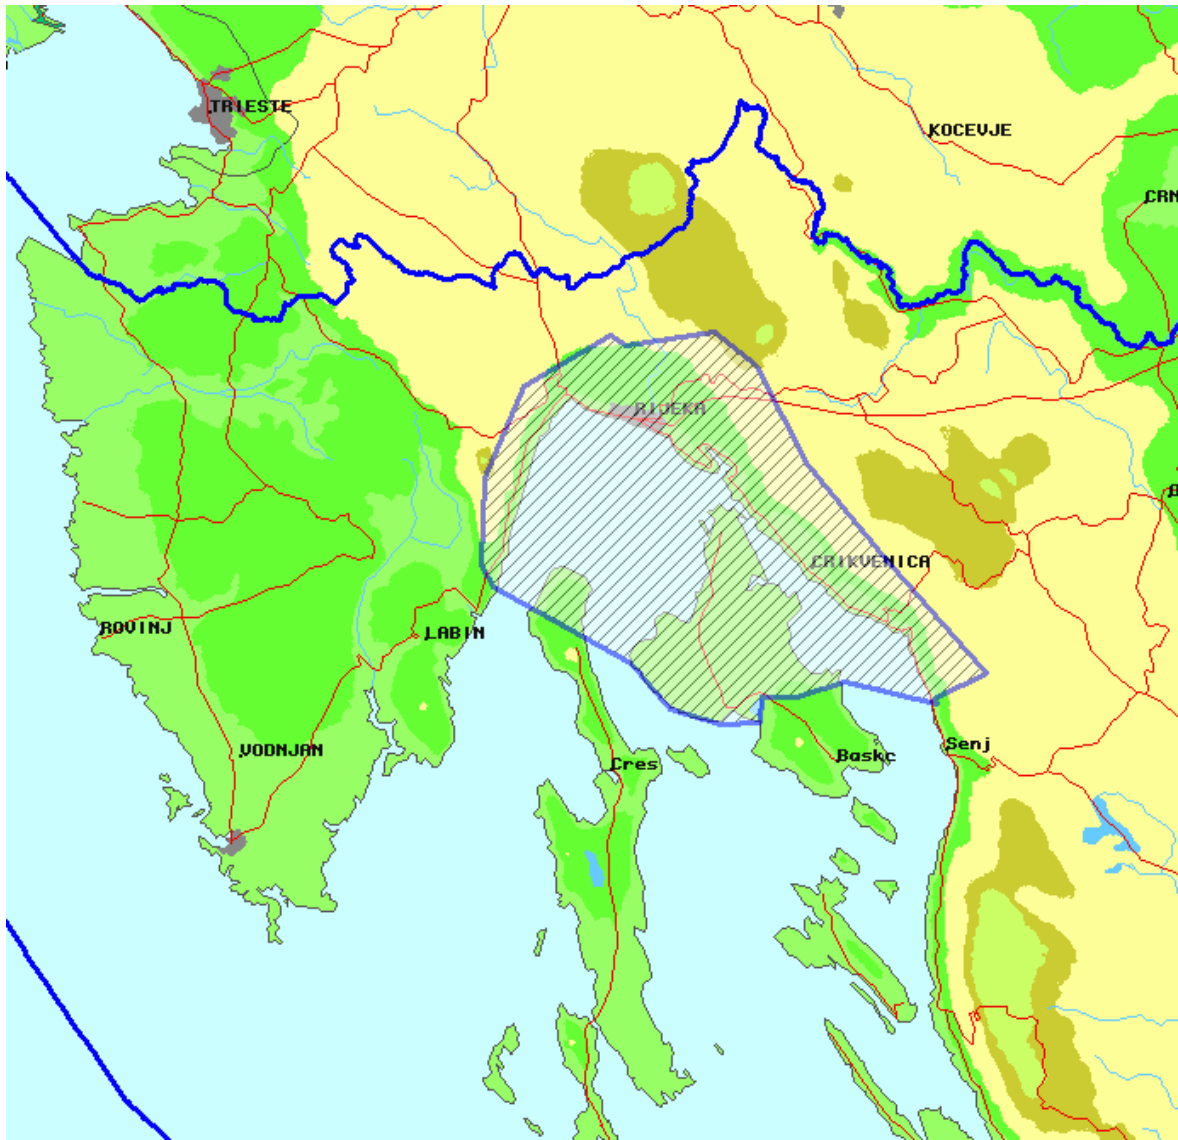 TRIESTE
KOCEVJE
CRN
RIJEKA
CRIKVENICA
ROVINJ
LABIN
VODNJAN
Cres
Baskc
Senj